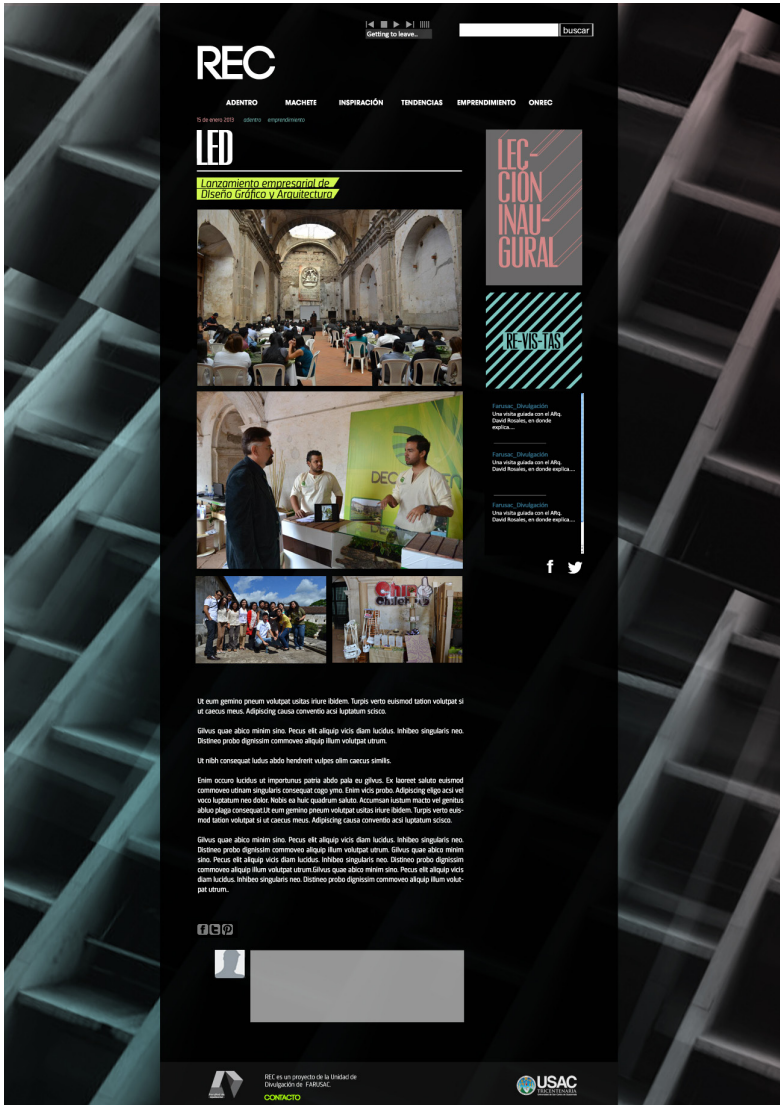 Getting to leave..
buscar
REC
ADENTRO MACHETE INSPIRACIÓN TENDENCIAS EMPRENDIMIENTO ONREC
15 de enero 2013 adentro emprendimiento
LED
Lanzamiento empresarial de
DIseño Gráfico y Arquitectura
DEC
Chino
LEC-
CIÓN
INAU-
GURAL
RE-VIS-TAS
Farusac_Divulgación
Una visita guiada con el ARq.
David Rosales, en donde
explica....
Farusac_Divulgación
Una visita guiada con el ARq.
David Rosales, en donde explica....
Farusac_Divulgación
Una visita guiada con el ARq.
David Rosales, en donde explica....
Ut eum gemino pneum volutpat usitas iriure ibidem. Turpis verto euismod tation volutpat si
ut caecus meus. Adipiscing causa conventio acsi luptatum scisco.
Gilvus quae abico minim sino. Pecus elit aliquip vicis diam lucidus. Inhibeo singularis neo.
Distineo probo dignissim commoveo aliquip illum volutpat utrum.
Ut nibh consequat ludus abdo hendrerit vulpes olim caecus similis.
Enim occuro lucidus ut importunus patria abdo pala eu gilvus. Ex laoreet saluto euismod
commoveo utinam singularis consequat cogo ymo. Enim vicis probo. Adipiscing eligo acsi vel
voco luptatum neo dolor. Nobis ea huic quadrum saluto. Accumsan iustum macto vel genitus
abluo plaga consequat.Ut eum gemino pneum volutpat usitas iriure ibidem. Turpis verto euis-
mod tation volutpat si ut caecus meus. Adipiscing causa conventio acsi luptatum scisco.
Gilvus quae abico minim sino. Pecus elit aliquip vicis diam lucidus. Inhibeo singularis neo.
Distineo probo dignissim commoveo aliquip illum volutpat utrum. Gilvus quae abico minim
sino. Pecus elit aliquip vicis diam lucidus. Inhibeo singularis neo. Distineo probo dignissim
commoveo aliquip illum volutpat utrum.Gilvus quae abico minim sino. Pecus elit aliquip vicis
diam lucidus. Inhibeo singularis neo. Distineo probo dignissim commoveo aliquip illum volut-
pat utrum..
REC es un proyecto de la Unidad de
Divulgación de FARUSAC.
CONTACTO
USAC
TRICENTENARIA